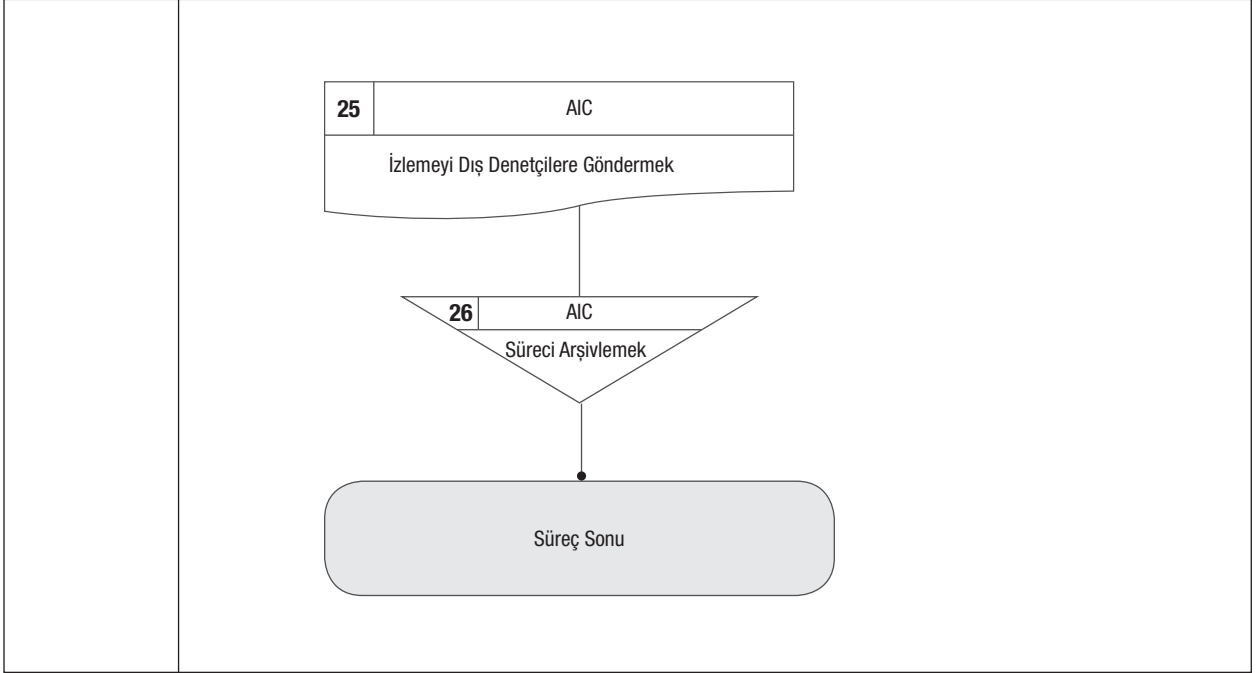 25 AIC
İzlemeyi Dış Denetçilere Göndermek
26 AIC
Süreci Arşivlemek
Süreç Sonu